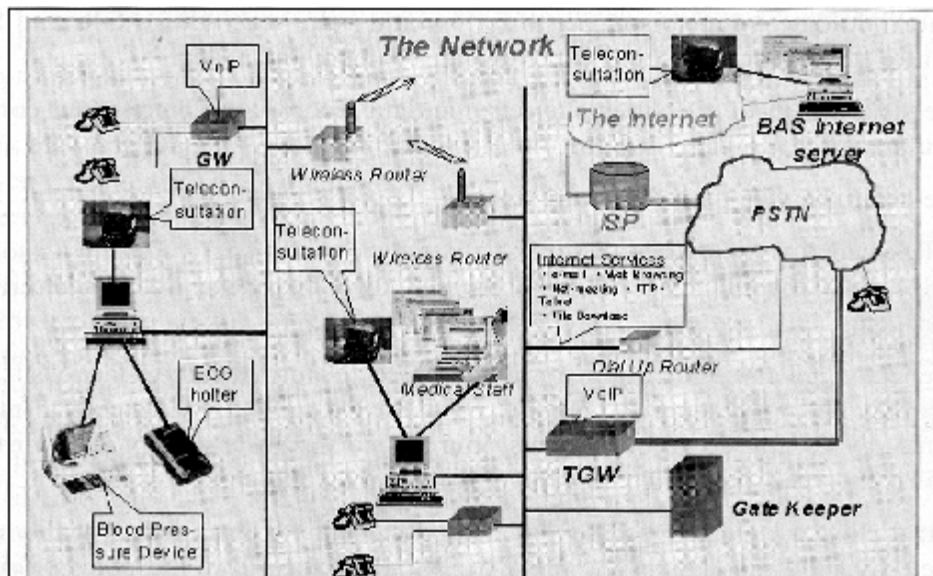 The Network
VoIP
GW
Telecon-
sultation
Wireless Router
Wireless Router
Telecon-
sultation
Telecon-
sultation
The Internet
BAS Internet
server
ISP
PSTN
Internet Services
• e-mail • Web Browsing
• Net-meeting • FTP •
Telnet
• File Download
Dial Up Router
Medical Staff
ECG
holter
VoIP
TGW
Gate Keeper
Blood Pres-
sure Device